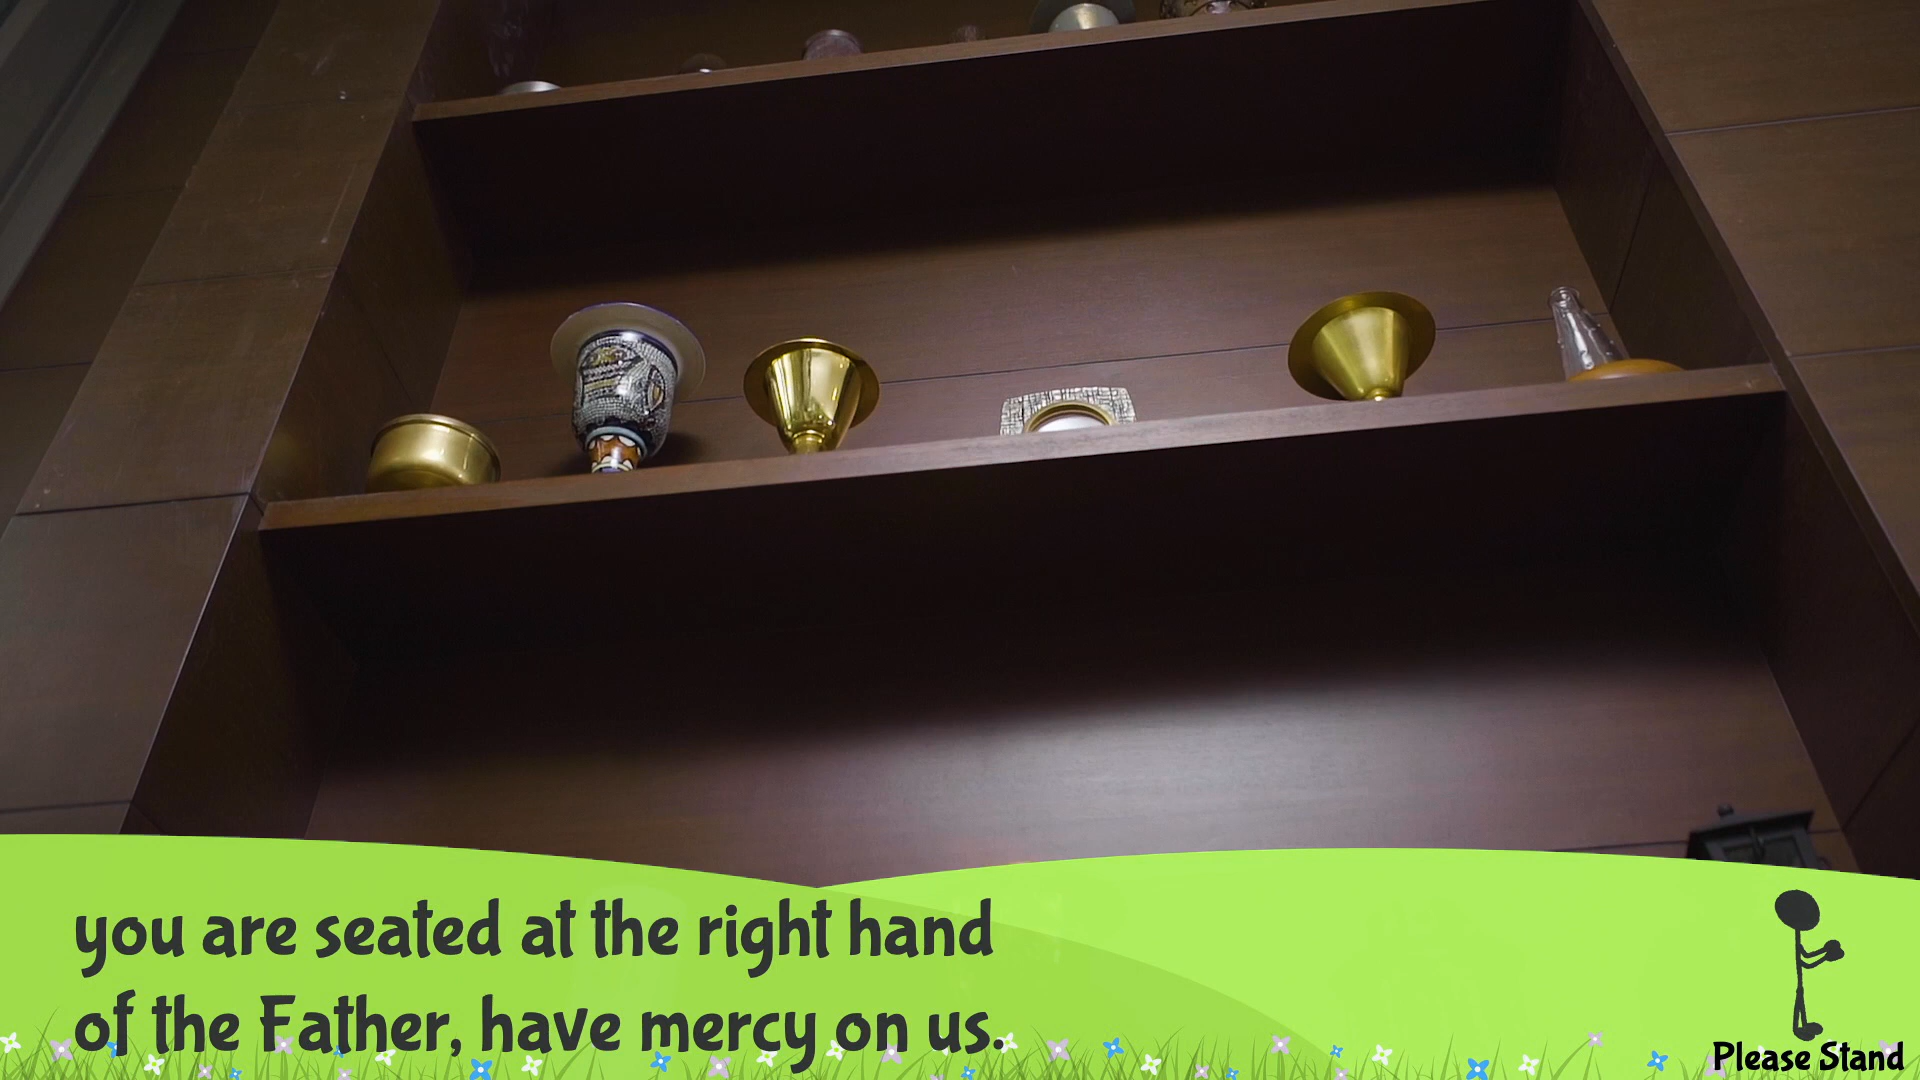 you are seated at the right hand
of the Father, have mercy on us.
Please Stand